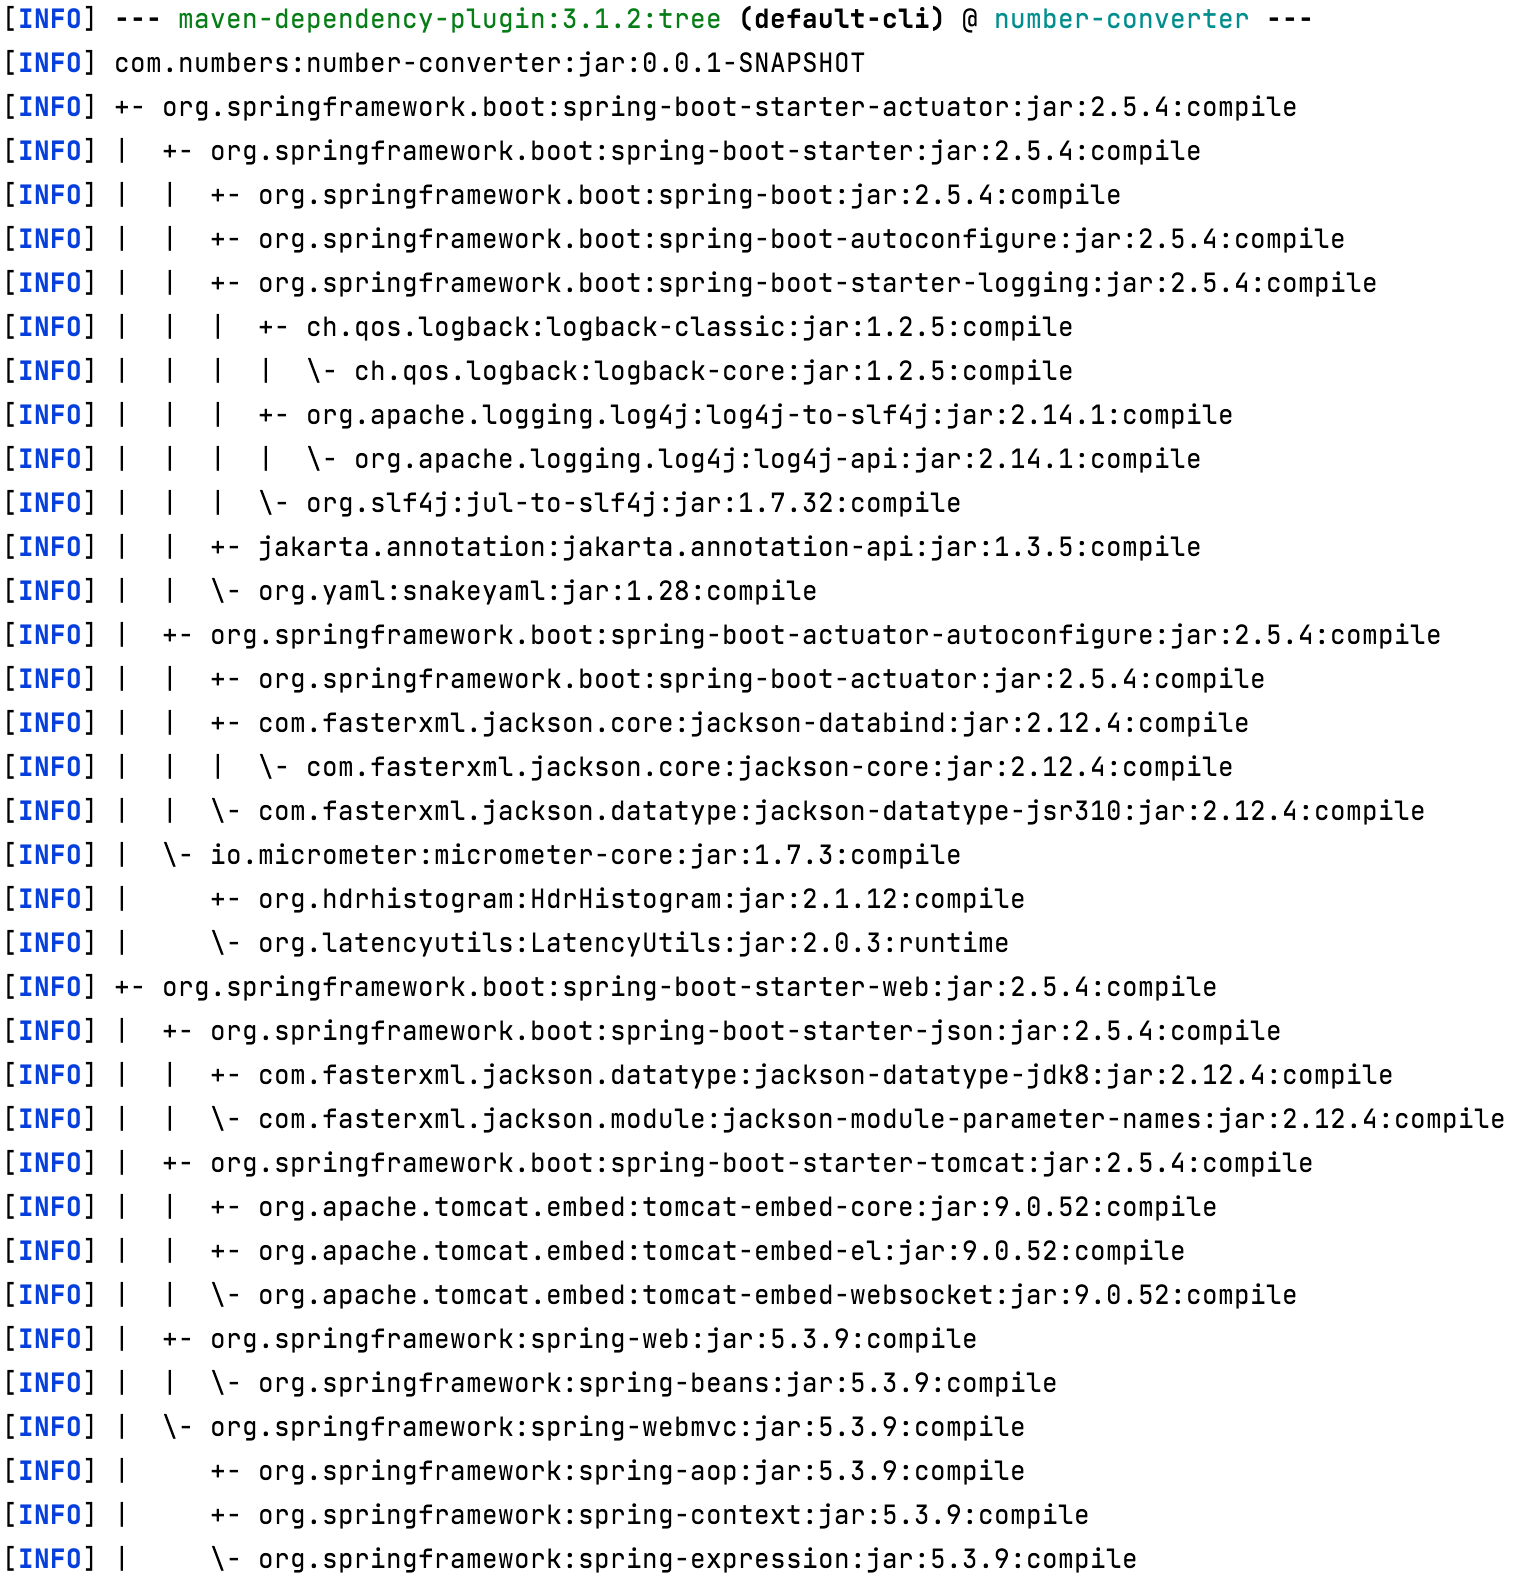 [INFO] --- maven-dependency-plugin:3.1.2:tree (default-cli) @ number-converter ---
[INFO] com.numbers:number-converter:jar:0.0.1-SNAPSHOT
[INFO] +- org.springframework.boot:spring-boot-starter-actuator:jar:2.5.4:compile
[INFO] |  +- org.springframework.boot:spring-boot-starter:jar:2.5.4:compile
[INFO] |  |  +- org.springframework.boot:spring-boot:jar:2.5.4:compile
[INFO] |  |  +- org.springframework.boot:spring-boot-autoconfigure:jar:2.5.4:compile
[INFO] |  |  +- org.springframework.boot:spring-boot-starter-logging:jar:2.5.4:compile
[INFO] |  |  |  +- ch.qos.logback:logback-classic:jar:1.2.5:compile
[INFO] |  |  |  |  \- ch.qos.logback:logback-core:jar:1.2.5:compile
[INFO] |  |  |  +- org.apache.logging.log4j:log4j-to-slf4j:jar:2.14.1:compile
[INFO] |  |  |  |  \- org.apache.logging.log4j:log4j-api:jar:2.14.1:compile
[INFO] |  |  |  \- org.slf4j:jul-to-slf4j:jar:1.7.32:compile
[INFO] |  |  +- jakarta.annotation:jakarta.annotation-api:jar:1.3.5:compile
[INFO] |  |  \- org.yaml:snakeyaml:jar:1.28:compile
[INFO] |  +- org.springframework.boot:spring-boot-actuator-autoconfigure:jar:2.5.4:compile
[INFO] |  |  +- org.springframework.boot:spring-boot-actuator:jar:2.5.4:compile
[INFO] |  |  +- com.fasterxml.jackson.core:jackson-databind:jar:2.12.4:compile
[INFO] |  |  |  \- com.fasterxml.jackson.core:jackson-core:jar:2.12.4:compile
[INFO] |  |  \- com.fasterxml.jackson.datatype:jackson-datatype-jsr310:jar:2.12.4:compile
[INFO] |  \- io.micrometer:micrometer-core:jar:1.7.3:compile
[INFO] |     +- org.hdrhistogram:HdrHistogram:jar:2.1.12:compile
[INFO] |     \- org.latencyutils:LatencyUtils:jar:2.0.3:runtime
[INFO] +- org.springframework.boot:spring-boot-starter-web:jar:2.5.4:compile
[INFO] |  +- org.springframework.boot:spring-boot-starter-json:jar:2.5.4:compile
[INFO] |  |  +- com.fasterxml.jackson.datatype:jackson-datatype-jdk8:jar:2.12.4:compile
[INFO] |  |  \- com.fasterxml.jackson.module:jackson-module-parameter-names:jar:2.12.4:compile
[INFO] |  +- org.springframework.boot:spring-boot-starter-tomcat:jar:2.5.4:compile
[INFO] |  |  +- org.apache.tomcat.embed:tomcat-embed-core:jar:9.0.52:compile
[INFO] |  |  +- org.apache.tomcat.embed:tomcat-embed-el:jar:9.0.52:compile
[INFO] |  |  \- org.apache.tomcat.embed:tomcat-embed-websocket:jar:9.0.52:compile
[INFO] |  +- org.springframework:spring-web:jar:5.3.9:compile
[INFO] |  |  \- org.springframework:spring-beans:jar:5.3.9:compile
[INFO] |  \- org.springframework:spring-webmvc:jar:5.3.9:compile
[INFO] |     +- org.springframework:spring-aop:jar:5.3.9:compile
[INFO] |     +- org.springframework:spring-context:jar:5.3.9:compile
[INFO] |     \- org.springframework:spring-expression:jar:5.3.9:compile